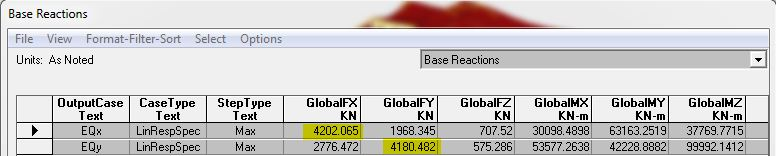 Base Reactions
File View Format-Filter-Sort Select Options
Units: As Noted Base Reactions
OutputCase CaseType StepType GlobalFX GlobalFY GlobalFZ GlobalMX GlobalMY GlobalMZ
Text Text Text KN KN KN KN-m KN-m KN-m
EQx LinRespSpec Max 4202.065 1968.345 707.52 30098.4898 63163.2519 37769.7715
EQy LinRespSpec Max 2776.472 4180.482 575.286 53577.2638 42228.8882 99992.1412